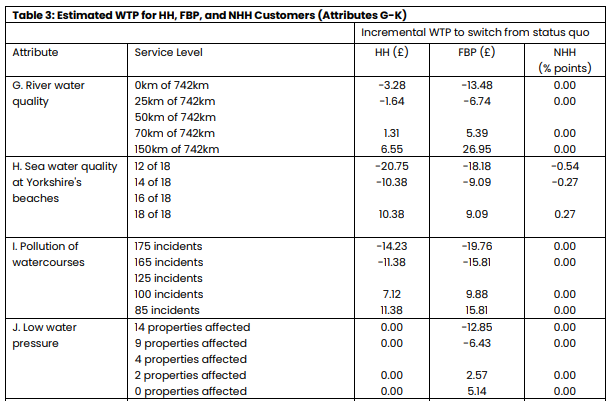 Table 3: Estimated WTP for HH, FBP, and NHH Customers (Attributes G-K)
Incremental WTP to switch from status quo
Attribute Service Level HH (£) FBP (£) NHH
(% points)
G. River water 0km of 742km −3.28 −13.48 0.00
quality 25km of 742km −1.64 −6.74 0.00
50km of 742km
70km of 742km 1.31 5.39 0.00
150km of 742km 6.55 26.95 0.00
H. Sea water quality 12 of 18 −20.75 −18.18 −0.54
at Yorkshire's 14 of 18 −10.38 −9.09 −0.27
beaches 16 of 18
18 of 18 10.38 9.09 0.27
I. Pollution of 175 incidents −14.23 −19.76 0.00
watercourses 165 incidents −11.38 −15.81 0.00
125 incidents
100 incidents 7.12 9.88 0.00
85 incidents 11.38 15.81 0.00
J. Low water 14 properties affected 0.00 −12.85 0.00
pressure 9 properties affected 0.00 −6.43 0.00
4 properties affected
2 properties affected 0.00 2.57 0.00
0 properties affected 0.00 5.14 0.00